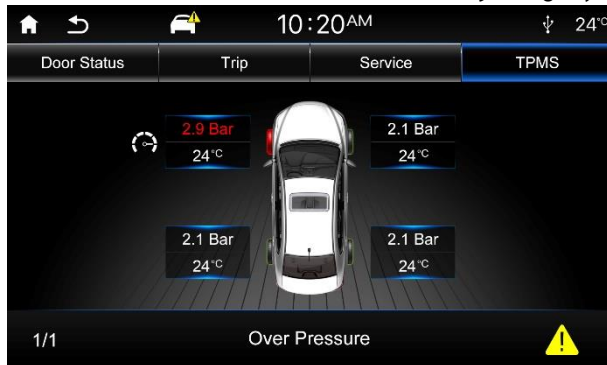 10:20AM 24°C
Door Status Trip Service TPMS
2.9 Bar 2.1 Bar
24°C 24°C
2.1 Bar 2.1 Bar
24°C 24°C
1/1 Over Pressure